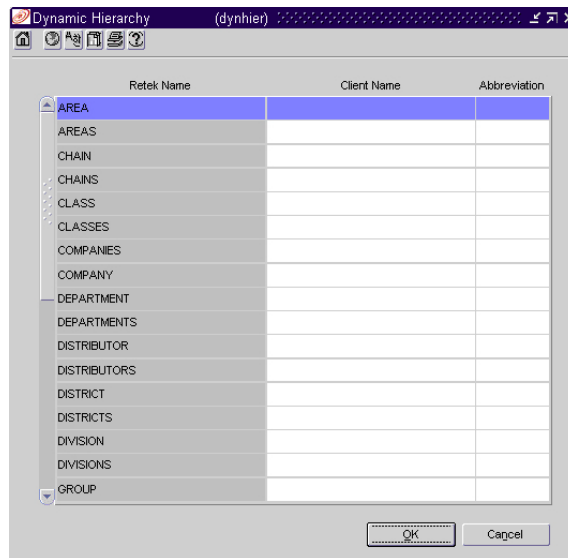 Dynamic Hierarchy (dynhier)
Retek Name Client Name Abbreviation
AREA
AREAS
CHAIN
CHAINS
CLASS
CLASSES
COMPANIES
COMPANY
DEPARTMENT
DEPARTMENTS
DISTRIBUTOR
DISTRIBUTORS
DISTRICT
DISTRICTS
DIVISION
DIVISIONS
GROUP
OK Cancel